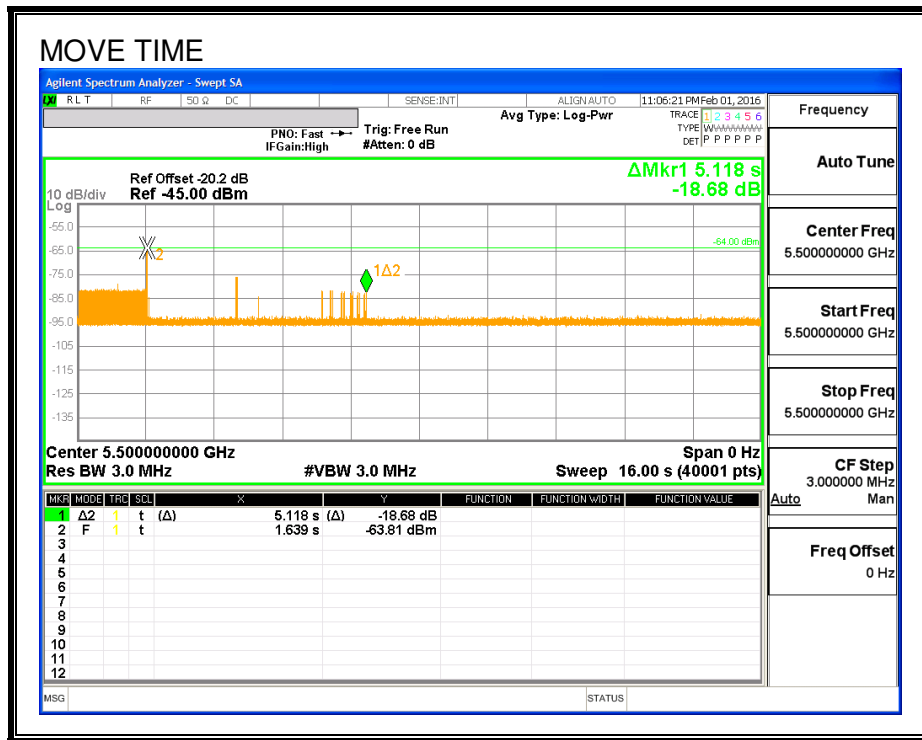 MOVE TIME
Agilent Spectrum Analyzer - Swept SA
LXI R L T RF 50 Ω DC SENSE:INT ALIGN AUTO 11:06:21 PM Feb 01, 2016
Frequency
Avg Type: Log-Pwr TRACE 1 2 3 4 5 6
PNO: Fast Trig: Free Run TYPE W
IFGain:High #Atten: 0 dB DET P P P P P P
Auto Tune
ΔMkr1 5.118 s
Ref Offset -20.2 dB
10 dB/div Ref -45.00 dBm -18.68 dB
Log
-55.0
-65.0
-75.0
-85.0
-95.0
-105
-115
-125
-135
-64.00 dBm
2
1Δ2
Center Freq
5.500000000 GHz
Start Freq
5.500000000 GHz
Stop Freq
5.500000000 GHz
Center 5.500000000 GHz Span 0 Hz
Res BW 3.0 MHz #VBW 3.0 MHz Sweep 16.00 s (40001 pts)
CF Step
3.000000 MHz
Auto Man
MKR MODE TRC SCL X Y FUNCTION FUNCTION WIDTH FUNCTION VALUE
1 Δ2 1 t (Δ) 5.118 s (Δ) -18.68 dB
2 F 1 t 1.639 s -63.81 dBm
3
4
5
6
7
8
9
10
11
12
Freq Offset
0 Hz
MSG STATUS